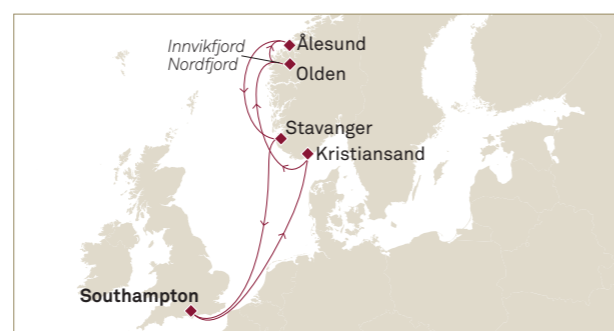 Innvikfjord
Nordfjord
Ålesund
Olden
Stavanger
Kristiansand
Southampton